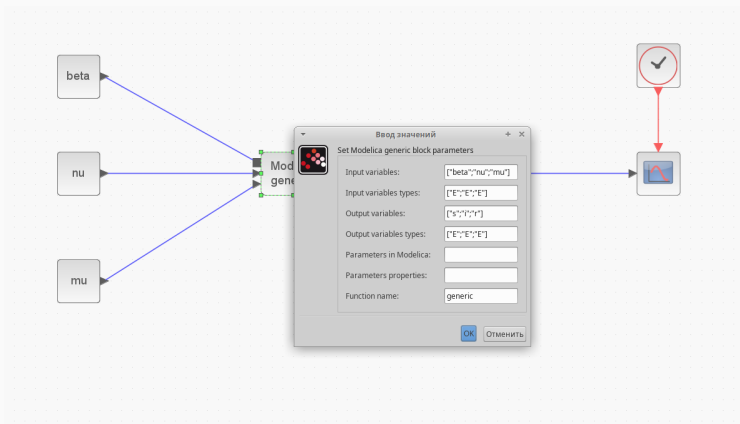 beta
nu
mu
Mod
gene
Ввод значений
Set Modelica generic block parameters
Input variables: ["beta";"nu";"mu"]
Input variables types: ["E";"E";"E"]
Output variables: ["s";"i";"r"]
Output variables types: ["E";"E";"E"]
Parameters in Modelica:
Parameters properties:
Function name: generic
OK Отменить